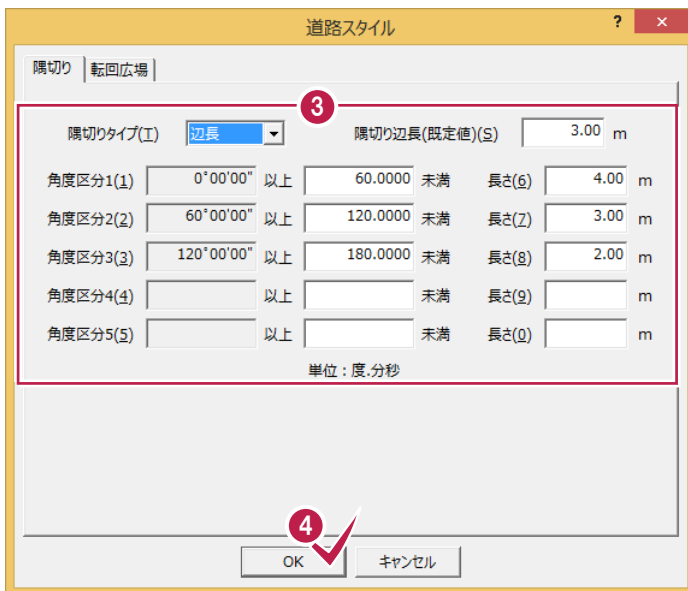 道路スタイル ? ×
隅切り 転回広場
3
隅切りタイプ(T) 辺長 隅切り辺長(既定値)(S) 3.00 m
角度区分1(1) 0°00'00" 以上 60.0000 未満 長さ(6) 4.00 m
角度区分2(2) 60°00'00" 以上 120.0000 未満 長さ(7) 3.00 m
角度区分3(3) 120°00'00" 以上 180.0000 未満 長さ(8) 2.00 m
角度区分4(4) 以上 未満 長さ(9) m
角度区分5(5) 以上 未満 長さ(0) m
単位 : 度.分秒
4
OK キャンセル